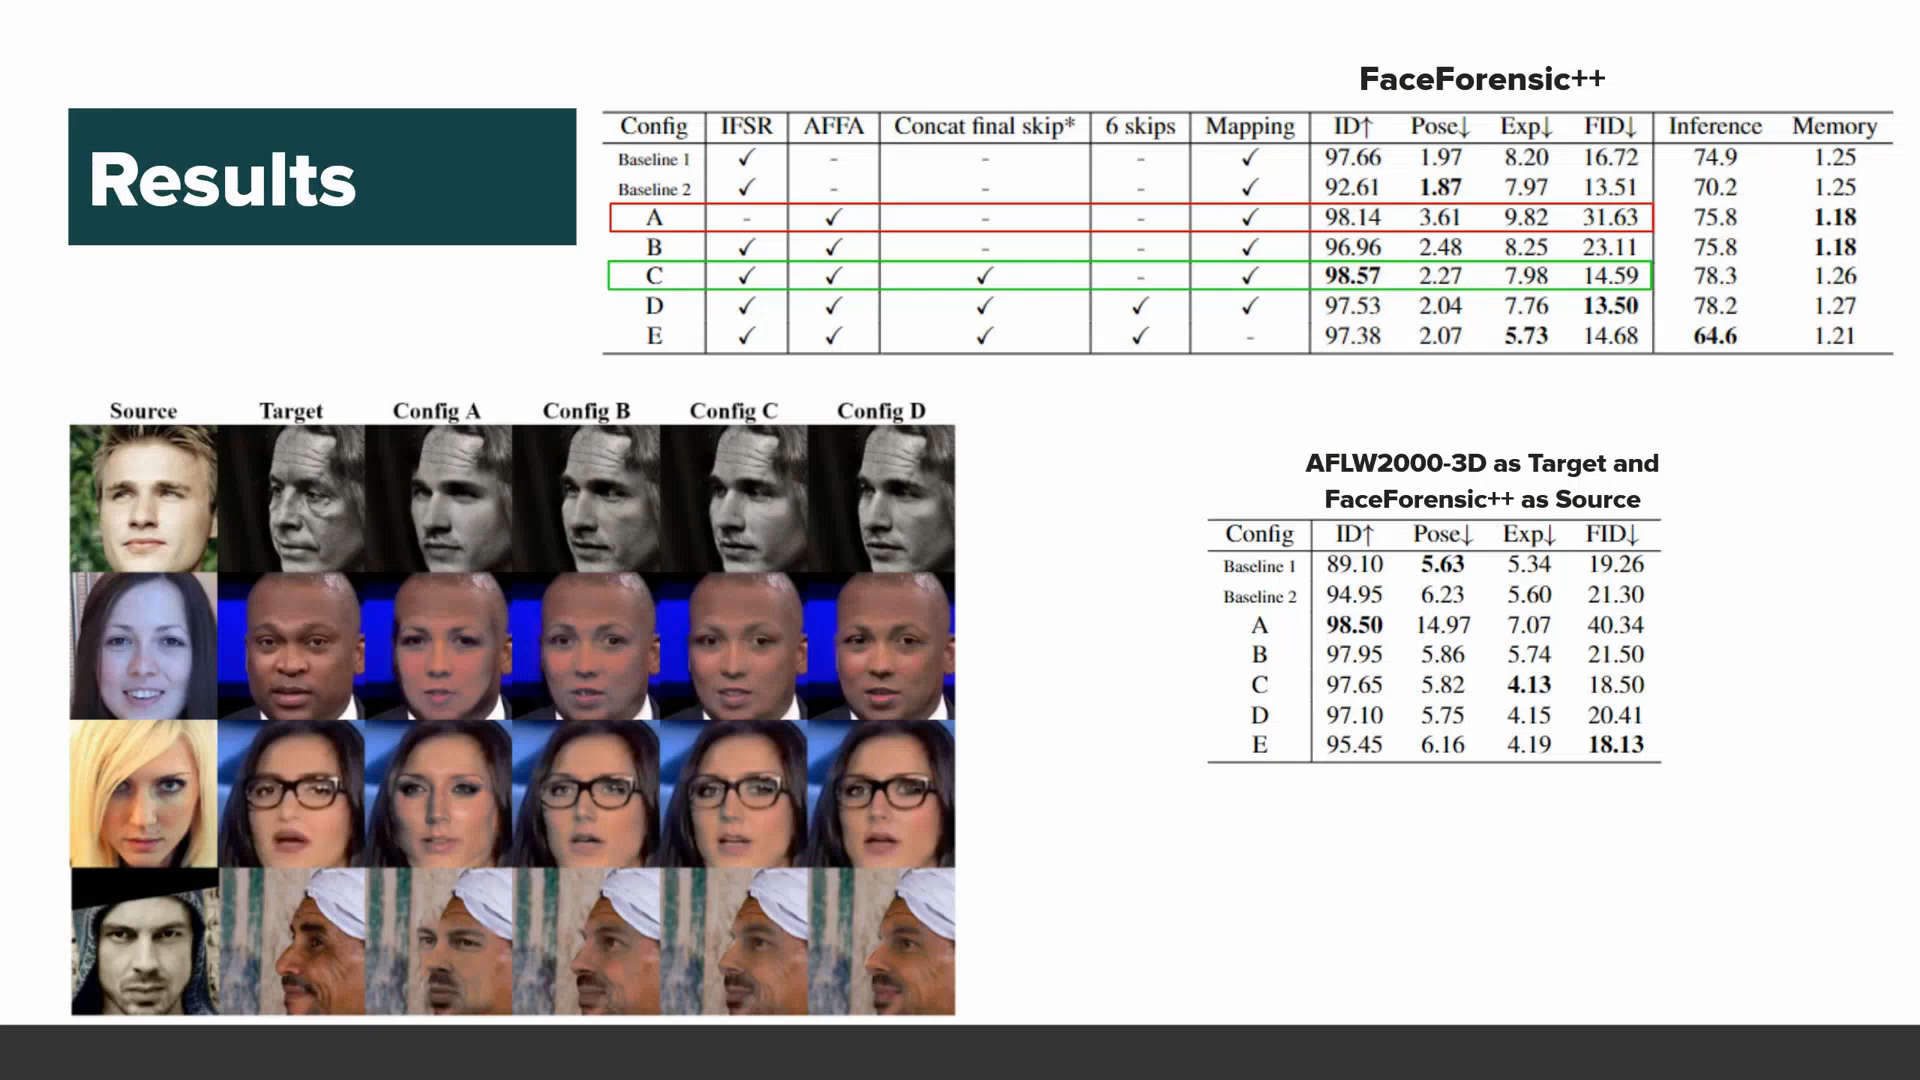 Results
FaceForensic++
Config IFSR AFFA Concat final skip* 6 skips Mapping ID↑ Pose↓ Exp↓ FID↓ Inference Memory
Baseline 1 ✓ - - - ✓ 97.66 1.97 8.20 16.72 74.9 1.25
Baseline 2 ✓ - - - ✓ 92.61 1.87 7.97 13.51 70.2 1.25
A - ✓ - - ✓ 98.14 3.61 9.82 31.63 75.8 1.18
B ✓ ✓ - - ✓ 96.96 2.48 8.25 23.11 75.8 1.18
C ✓ ✓ ✓ - ✓ 98.57 2.27 7.98 14.59 78.3 1.26
D ✓ ✓ ✓ ✓ ✓ 97.53 2.04 7.76 13.50 78.2 1.27
E ✓ ✓ ✓ ✓ - 97.38 2.07 5.73 14.68 64.6 1.21
Source Target Config A Config B Config C Config D
AFLW2000-3D as Target and
FaceForensic++ as Source
Config ID↑ Pose↓ Exp↓ FID↓
Baseline 1 89.10 5.63 5.34 19.26
Baseline 2 94.95 6.23 5.60 21.30
A 98.50 14.97 7.07 40.34
B 97.95 5.86 5.74 21.50
C 97.65 5.82 4.13 18.50
D 97.10 5.75 4.15 20.41
E 95.45 6.16 4.19 18.13